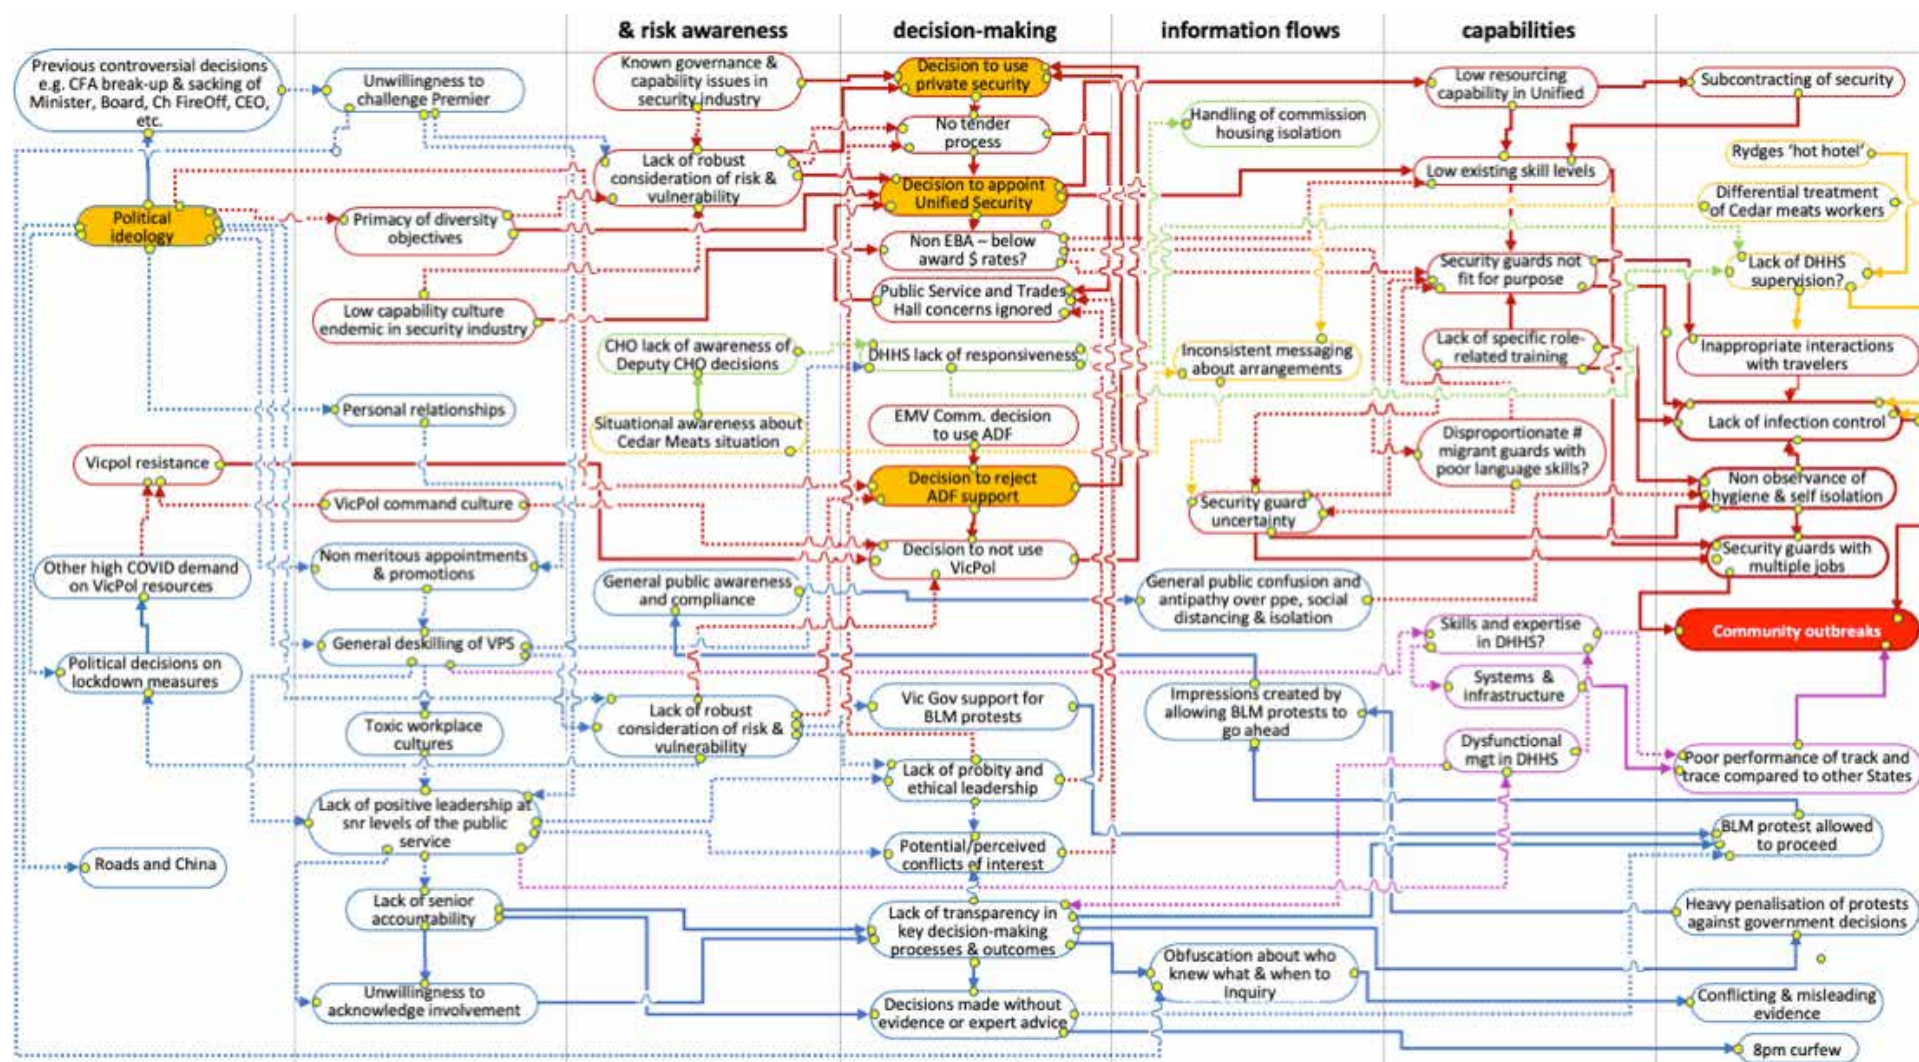 & risk awareness
decision-making
information flows
capabilities
Previous controversial decisions
e.g. CFA break-up & sacking of
Minister, Board, Ch FireOff, CEO,
etc.
Political
ideology
Vicpol resistance
Other high COVID demand
on VicPol resources
Political decisions on
lockdown measures
Roads and China
Unwillingness to
challenge Premier
Primacy of diversity
objectives
Low capability culture
endemic in security industry
Personal relationships
VicPol command culture
Non meritous appointments
& promotions
General deskilling of VPS
Toxic workplace
cultures
Lack of positive leadership at
snr levels of the public
service
Lack of senior
accountability
Unwillingness to
acknowledge involvement
Known governance &
capability issues in
security industry
Lack of robust
consideration of risk &
vulnerability
CHO lack of awareness of
Deputy CHO decisions
Situational awareness about
Cedar Meats situation
General public awareness
and compliance
Lack of robust
consideration of risk &
vulnerability
Decision to use
private security
No tender
process
Decision to appoint
Unified Security
Non EBA – below
award $ rates?
Public Service and Trades
Hall concerns ignored
DHHS lack of responsiveness
EMV Comm. decision
to use ADF
Decision to reject
ADF support
Decision to not use
VicPol
Vic Gov support for
BLM protests
Lack of probity and
ethical leadership
Potential/perceived
conflicts of interest
Lack of transparency in
key decision-making
processes & outcomes
Decisions made without
evidence or expert advice
Handling of commission
housing isolation
Inconsistent messaging
about arrangements
Security guard
uncertainty
General public confusion and
antipathy over ppe, social
distancing & isolation
Impressions created by
allowing BLM protests to
go ahead
Obfuscation about who
knew what & when to
Inquiry
Low resourcing
capability in Unified
Low existing skill levels
Security guards not
fit for purpose
Lack of specific role-
related training
Disproportionate #
migrant guards with
poor language skills?
Skills and expertise
in DHHS?
Systems &
infrastructure
Dysfunctional
mgt in DHHS
Subcontracting of security
Rydges ‘hot hotel’
Differential treatment
of Cedar meats workers
Lack of DHHS
supervision?
Inappropriate interactions
with travelers
Lack of infection control
Non observance of
hygiene & self isolation
Security guards with
multiple jobs
Community outbreaks
Poor performance of track and
trace compared to other States
BLM protest allowed
to proceed
Heavy penalisation of protests
against government decisions
Conflicting & misleading
evidence
8pm curfew